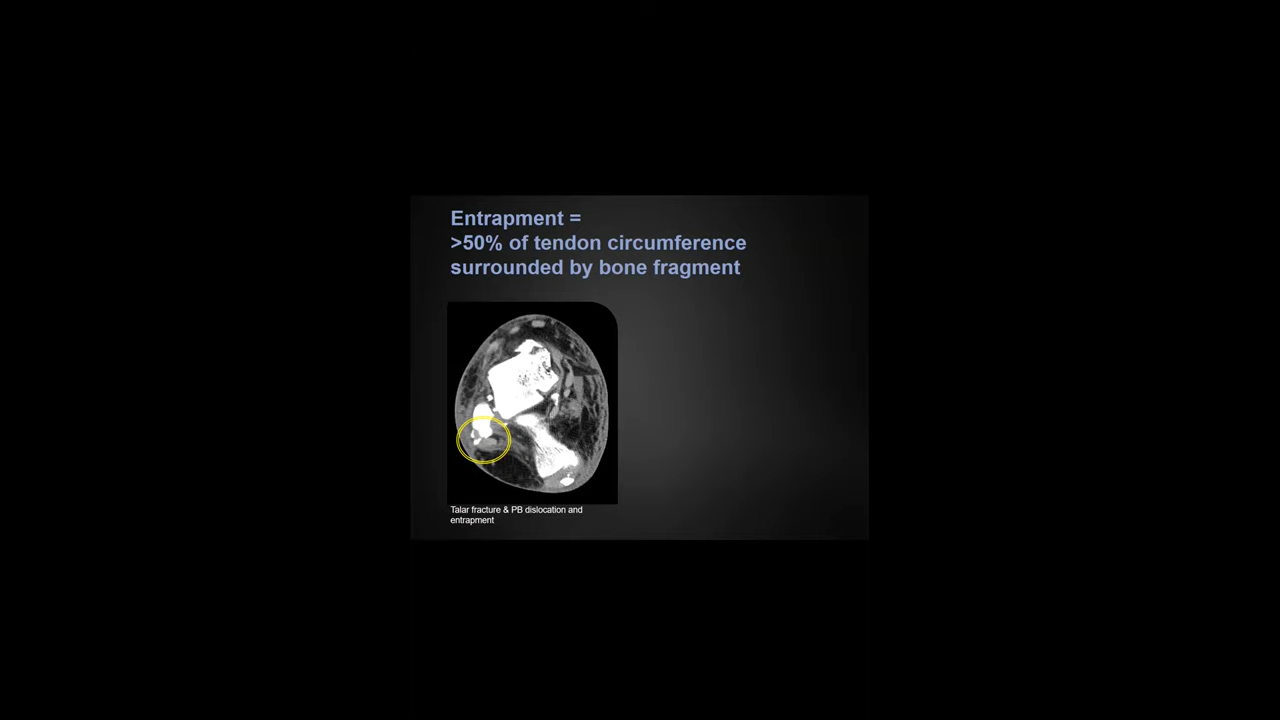 Entrapment =
>50% of tendon circumference
surrounded by bone fragment
Talar fracture & PB dislocation and
entrapment